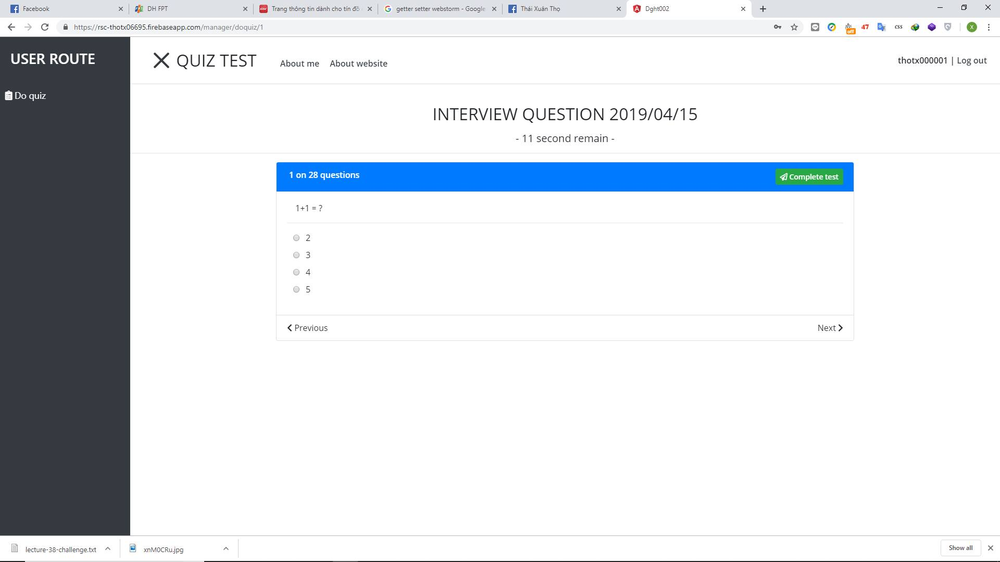 Facebook
DH FPT
Trang thông tin dành cho tín đồ
getter setter webstorm - Google
Thái Xuân Thọ
Dght002
https://rsc-thotx06695.firebaseapp.com/manager/doquiz/1
off
47
css
X
USER ROUTE
QUIZ TEST
About me
About website
thotx000001 | Log out
Do quiz
INTERVIEW QUESTION 2019/04/15
- 11 second remain -
1 on 28 questions
Complete test
1+1 = ?
2
3
4
5
Previous
Next
lecture-38-challenge.txt
xnM0CRu.jpg
Show all